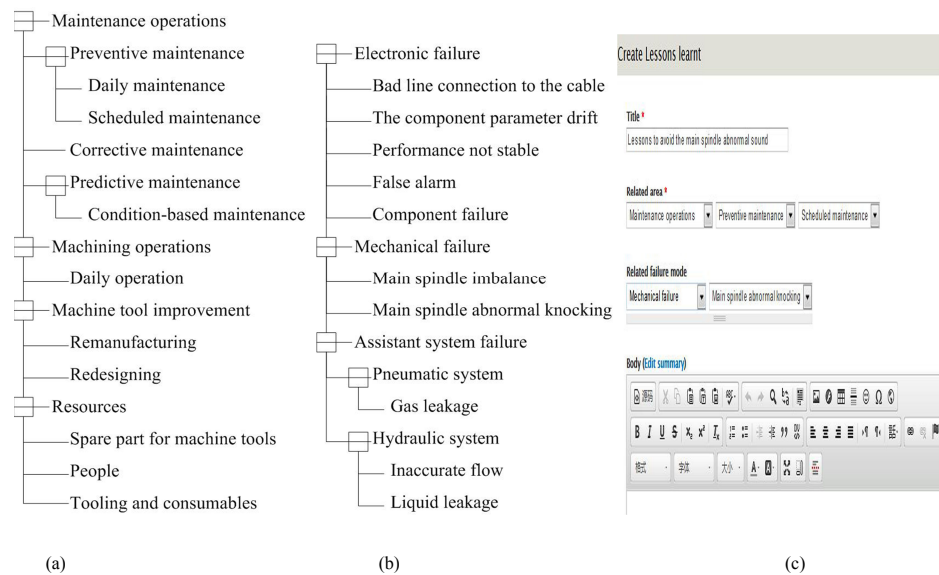 Maintenance operations
Preventive maintenance
Daily maintenance
Scheduled maintenance
Corrective maintenance
Predictive maintenance
Condition-based maintenance
Machining operations
Daily operation
Machine tool improvement
Remanufacturing
Redesigning
Resources
Spare part for machine tools
People
Tooling and consumables
(a)
Electronic failure
Bad line connection to the cable
The component parameter drift
Performance not stable
False alarm
Component failure
Mechanical failure
Main spindle imbalance
Main spindle abnormal knocking
Assistant system failure
Pneumatic system
Gas leakage
Hydraulic system
Inaccurate flow
Liquid leakage
(b)
Create Lessons learnt
Title *
Lessons to avoid the main spindle abnormal sound
Related area *
Maintenance operations Preventive maintenance Scheduled maintenance
Related failure mode
Mechanical failure Main spindle abnormal knocking
Body (Edit summary)
源码
B I U S x₂ x² Tx
格式 字体 大小 A A
(c)